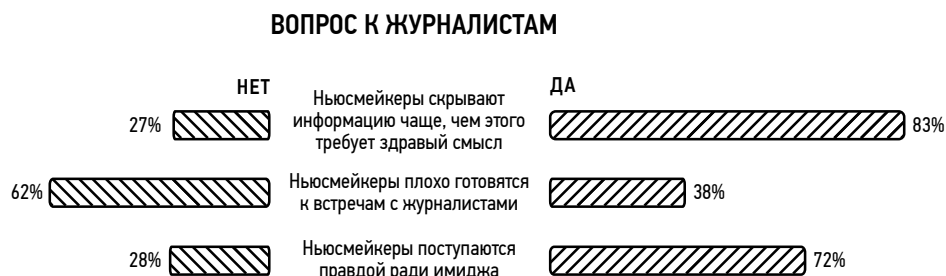 ВОПРОС К ЖУРНАЛИСТАМ
НЕТ
ДА
Ньюсмейкеры скрывают
информацию чаще, чем этого
требует здравый смысл
27%
83%
Ньюсмейкеры плохо готовятся
к встречам с журналистами
62%
38%
Ньюсмейкеры поступаются
правдой ради имиджа
28%
72%